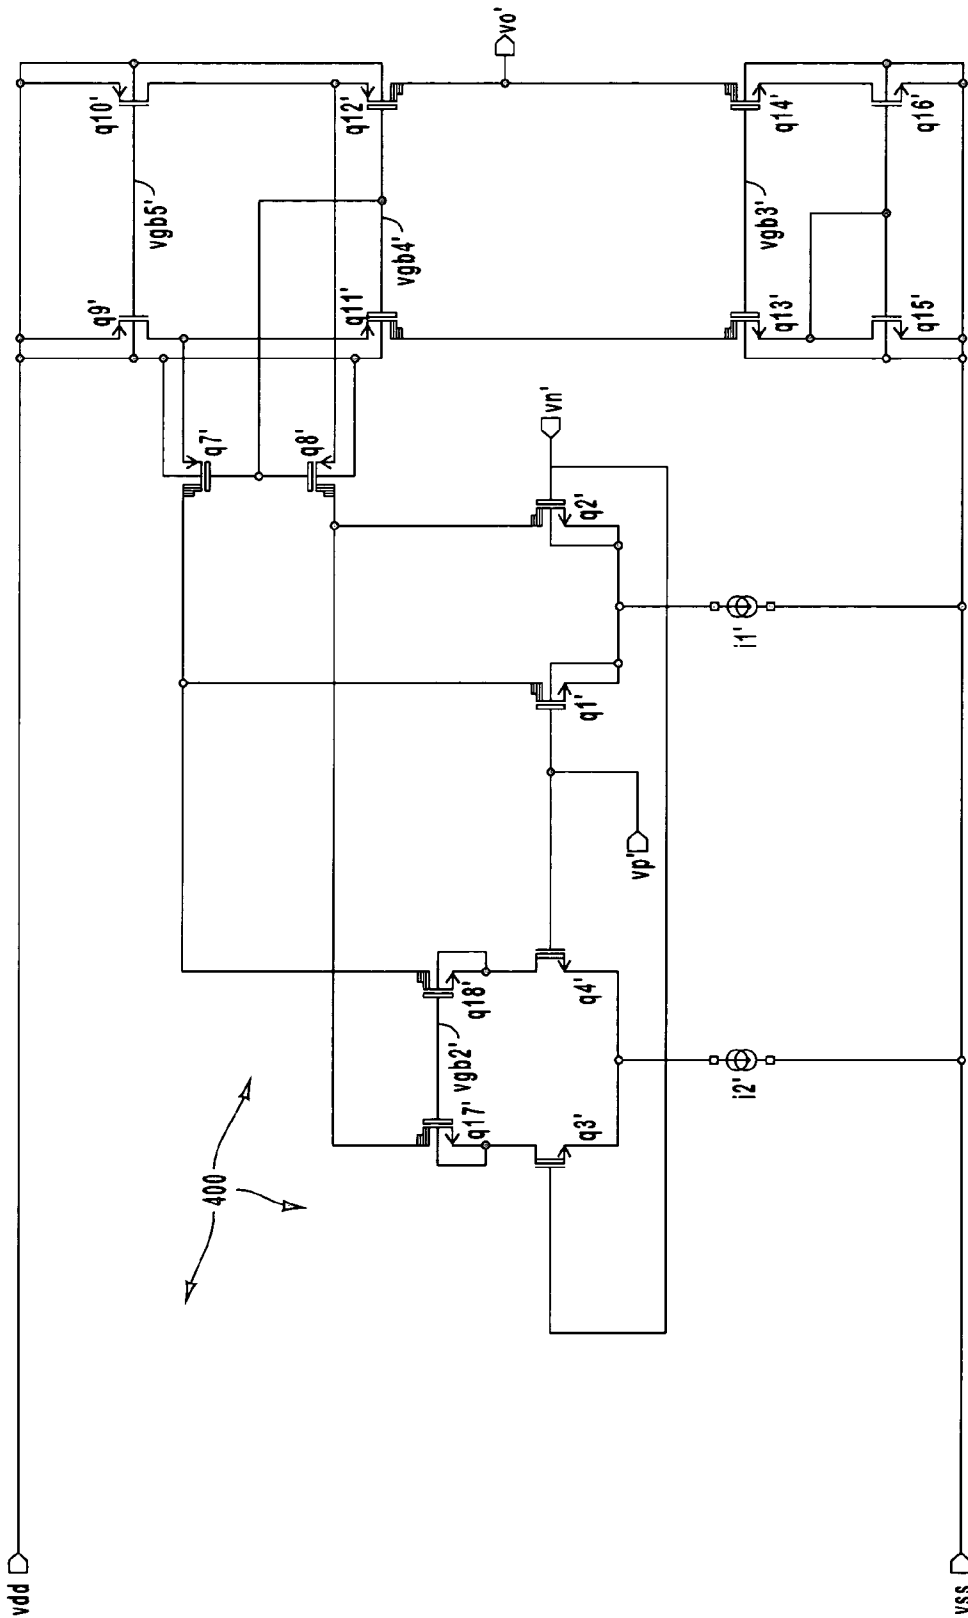 vdd
vss
400
q17'
vgb2'
q18'
q3'
q4'
i2'
vp'
q1'
q2'
i1'
vn'
q7'
q8'
q9'
vgb5'
q10'
q11'
vgb4'
q12'
vo'
q13'
vgb3'
q14'
q15'
q16'